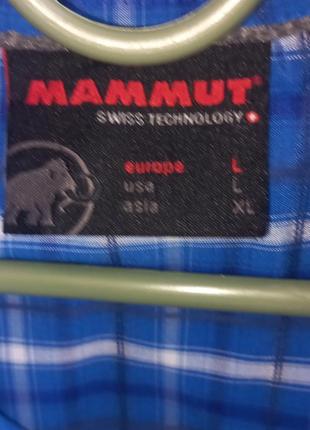 MAMMUT
SWISS TECHNOLOGY
europe L
usa L
asia XL